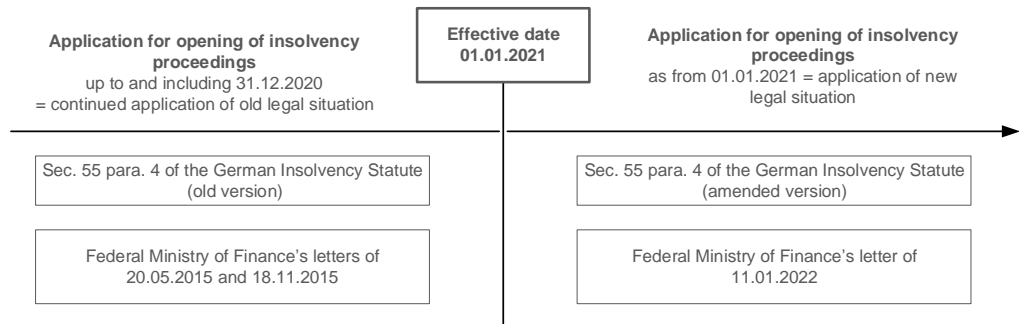 Application for opening of insolvency
proceedings
up to and including 31.12.2020
= continued application of old legal situation
Effective date
01.01.2021
Application for opening of insolvency
proceedings
as from 01.01.2021 = application of new
legal situation
Sec. 55 para. 4 of the German Insolvency Statute
(old version)
Sec. 55 para. 4 of the German Insolvency Statute
(amended version)
Federal Ministry of Finance’s letters of
20.05.2015 and 18.11.2015
Federal Ministry of Finance’s letter of
11.01.2022